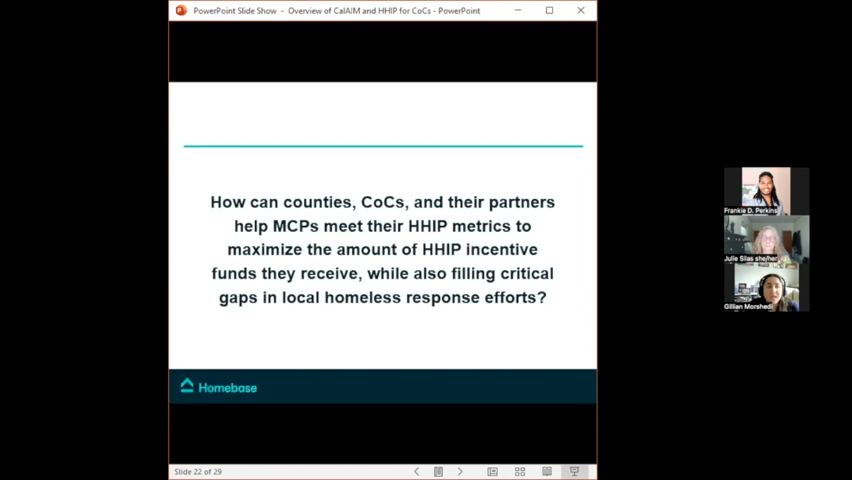 PowerPoint Slide Show - Overview of CalAIM and HHIP for CoCs - PowerPoint
How can counties, CoCs, and their partners
help MCPs meet their HHIP metrics to
maximize the amount of HHIP incentive
funds they receive, while also filling critical
gaps in local homeless response efforts?
Homebase
Slide 22 of 29
Frankie D. Perkins
Julie Silas she/her
Gillian Morshedi